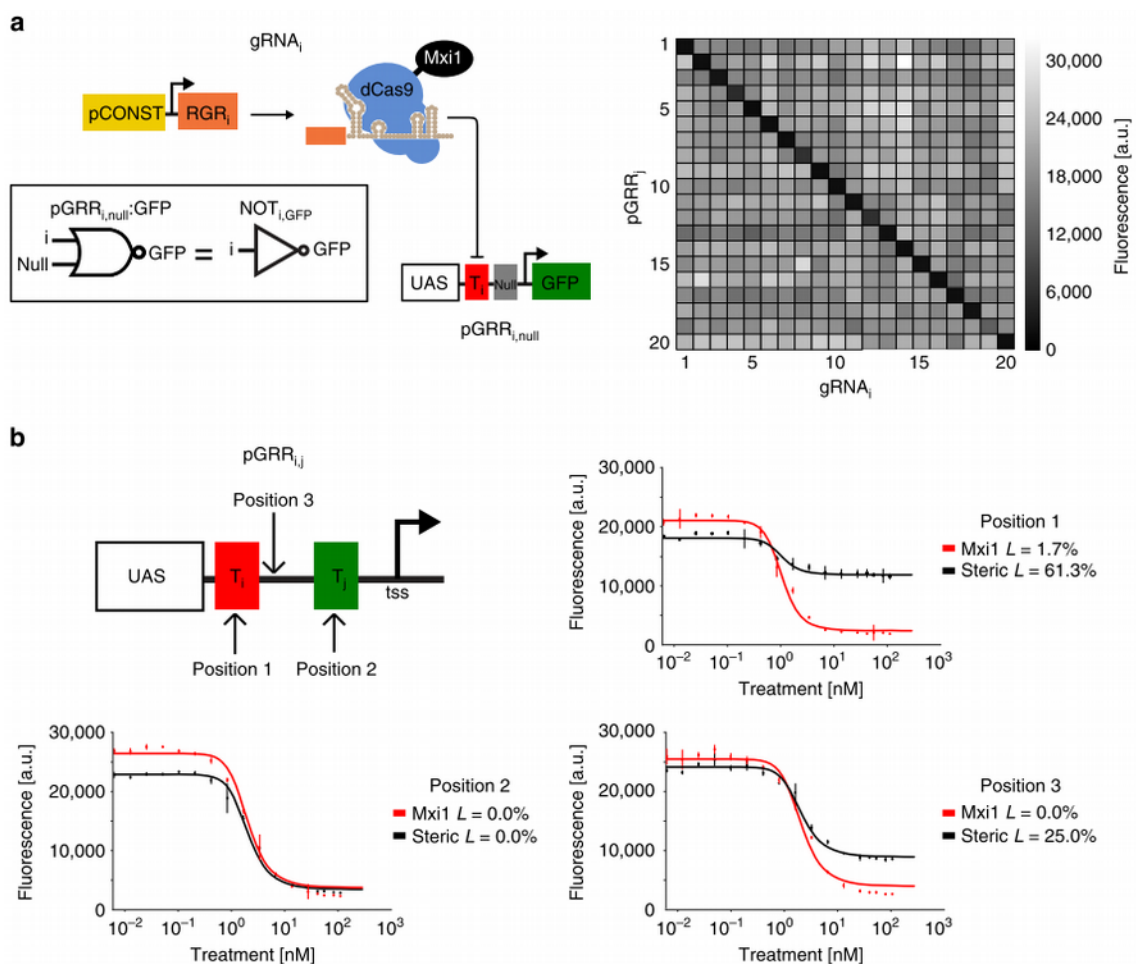 a
gRNAi
Mxi1
dCas9
pCONST
RGRi
pGRRi,null:GFP
NOTi,GFP
i
Null
GFP
=
i
GFP
UAS
Ti
Null
GFP
pGRRi,null
1
5
10
15
20
pGRRj
1
5
10
15
20
gRNAi
30,000
24,000
18,000
12,000
6,000
0
Fluorescence [a.u.]
b
pGRRi,j
Position 3
UAS
Ti
Tj
tss
Position 1
Position 2
30,000
20,000
10,000
0
Fluorescence [a.u.]
10⁻²
10⁻¹
10⁰
10¹
10²
10³
Treatment [nM]
Position 1
Mxi1 L = 1.7%
Steric L = 61.3%
30,000
20,000
10,000
0
Fluorescence [a.u.]
10⁻²
10⁻¹
10⁰
10¹
10²
10³
Treatment [nM]
Position 2
Mxi1 L = 0.0%
Steric L = 0.0%
30,000
20,000
10,000
0
Fluorescence [a.u.]
10⁻²
10⁻¹
10⁰
10¹
10²
10³
Treatment [nM]
Position 3
Mxi1 L = 0.0%
Steric L = 25.0%